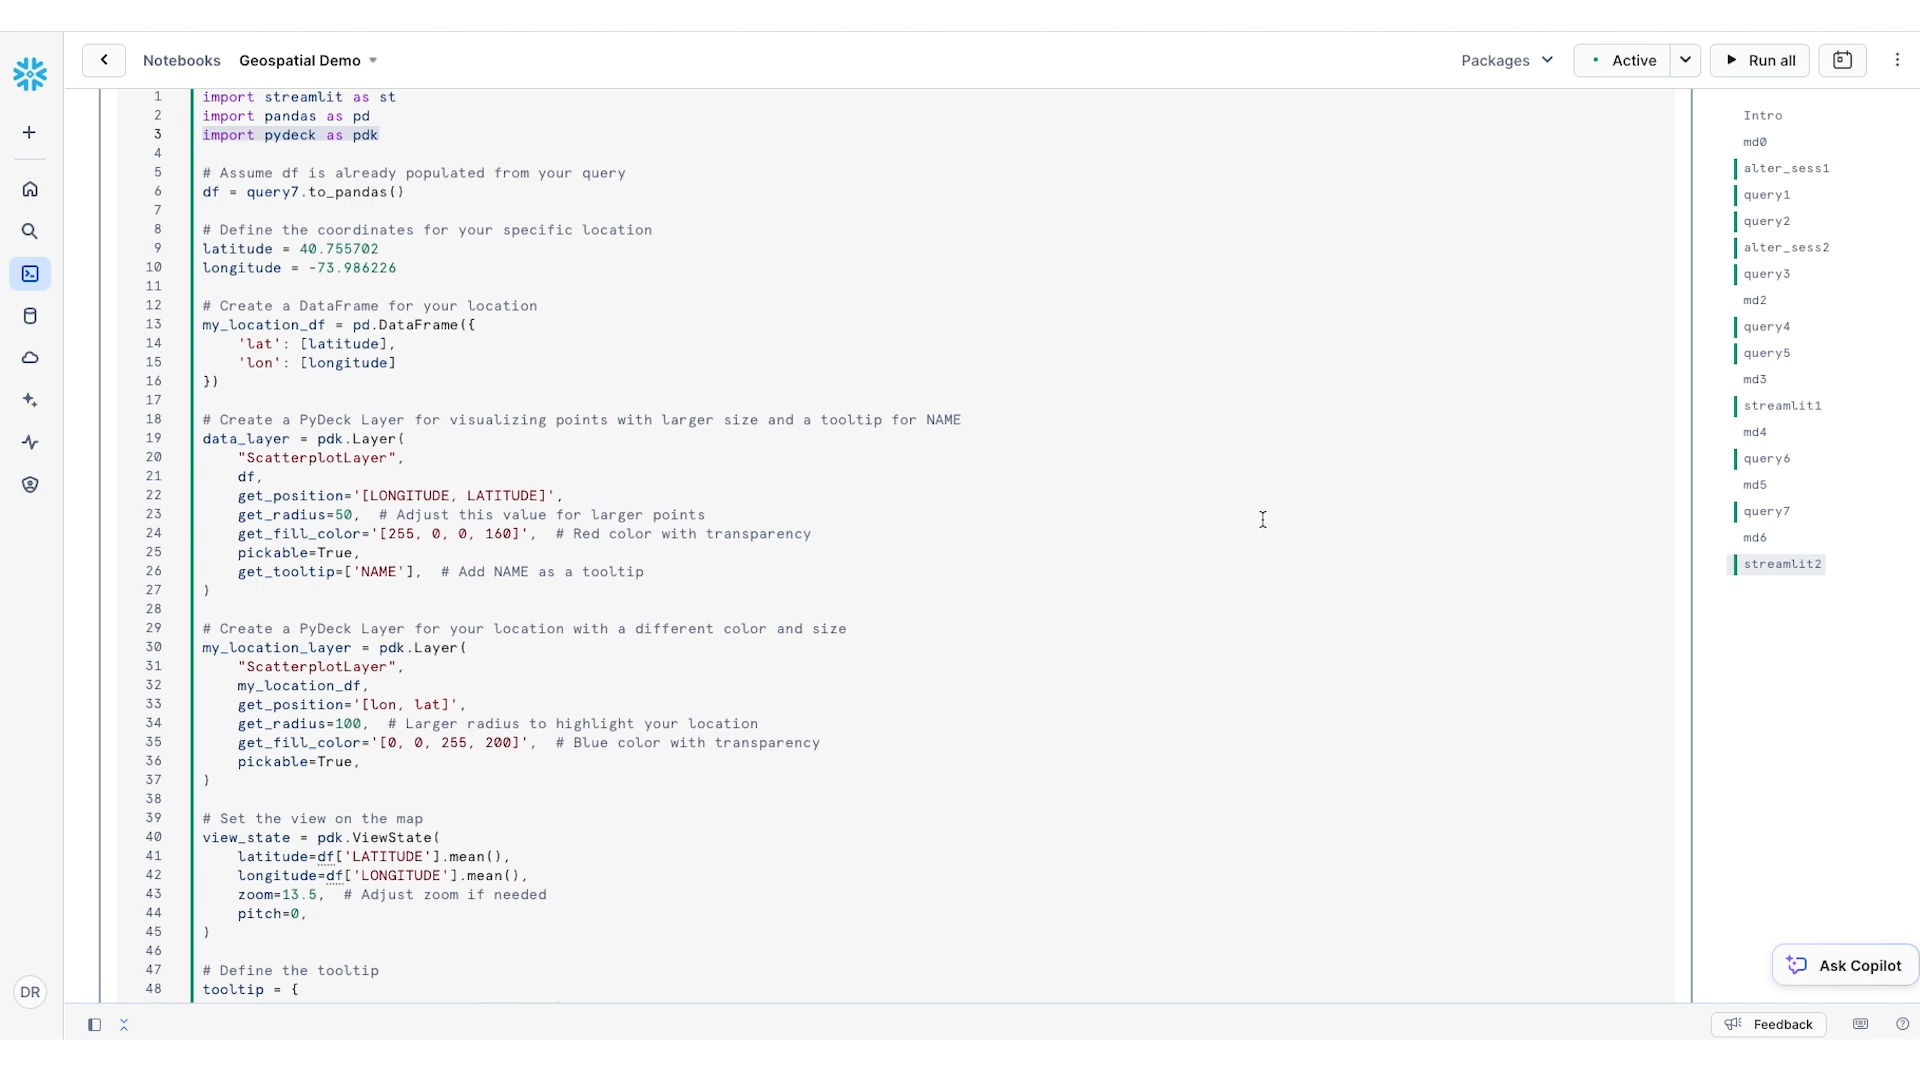 Notebooks Geospatial Demo Packages Active Run all
1 import streamlit as st
2 import pandas as pd
3 import pydeck as pdk
4
5 # Assume df is already populated from your query
6 df = query7.to_pandas()
7
8 # Define the coordinates for your specific location
9 latitude = 40.755702
10 longitude = -73.986226
11
12 # Create a DataFrame for your location
13 my_location_df = pd.DataFrame({
14     'lat': [latitude],
15     'lon': [longitude]
16 })
17
18 # Create a PyDeck Layer for visualizing points with larger size and a tooltip for NAME
19 data_layer = pdk.Layer(
20     "ScatterplotLayer",
21     df,
22     get_position='[LONGITUDE, LATITUDE]',
23     get_radius=50,  # Adjust this value for larger points
24     get_fill_color='[255, 0, 0, 160]',  # Red color with transparency
25     pickable=True,
26     get_tooltip=['NAME'],  # Add NAME as a tooltip
27 )
28
29 # Create a PyDeck Layer for your location with a different color and size
30 my_location_layer = pdk.Layer(
31     "ScatterplotLayer",
32     my_location_df,
33     get_position='[lon, lat]',
34     get_radius=100,  # Larger radius to highlight your location
35     get_fill_color='[0, 0, 255, 200]',  # Blue color with transparency
36     pickable=True,
37 )
38
39 # Set the view on the map
40 view_state = pdk.ViewState(
41     latitude=df['LATITUDE'].mean(),
42     longitude=df['LONGITUDE'].mean(),
43     zoom=13.5,  # Adjust zoom if needed
44     pitch=0,
45 )
46
47 # Define the tooltip
48 tooltip = {
Intro
md0
alter_sess1
query1
query2
alter_sess2
query3
md2
query4
query5
md3
streamlit1
md4
query6
md5
query7
md6
streamlit2
Ask Copilot
DR
Feedback